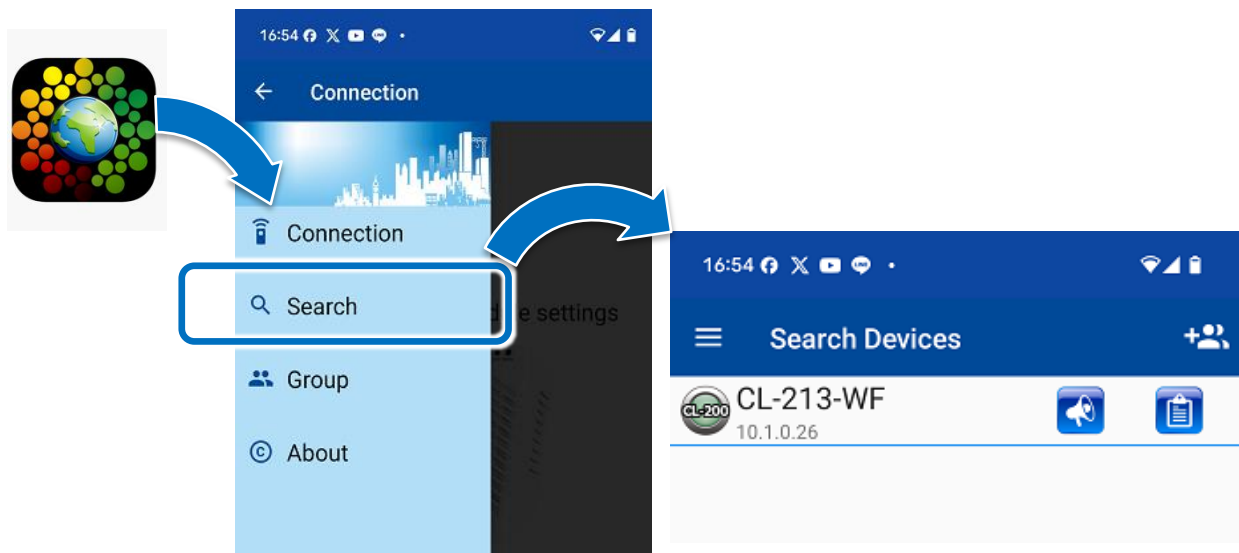 16:54
Connection
Connection
Search
e settings
Group
About
16:54
Search Devices
CL-200
CL-213-WF
10.1.0.26